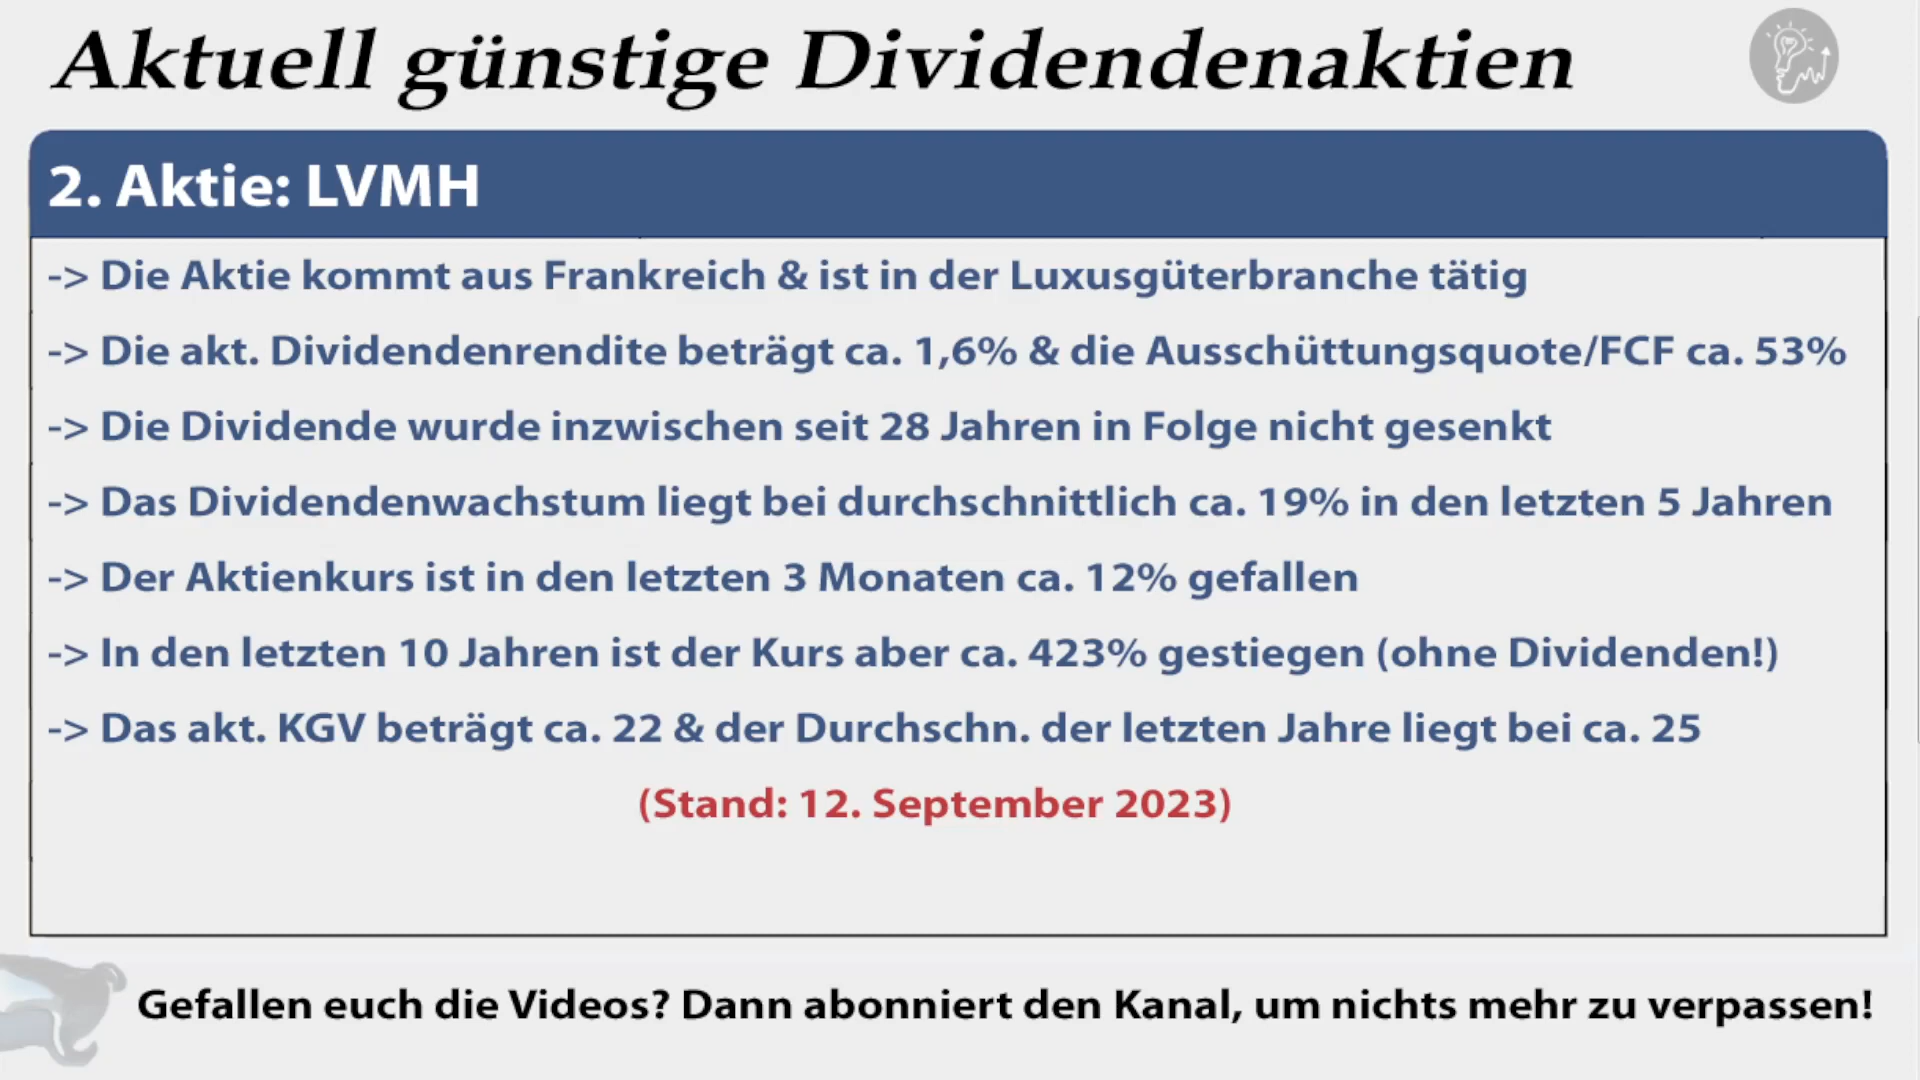 Aktuell günstige Dividendenaktien
2. Aktie: LVMH
-> Die Aktie kommt aus Frankreich & ist in der Luxusgüterbranche tätig
-> Die akt. Dividendenrendite beträgt ca. 1,6% & die Ausschüttungsquote/FCF ca. 53%
-> Die Dividende wurde inzwischen seit 28 Jahren in Folge nicht gesenkt
-> Das Dividendenwachstum liegt bei durchschnittlich ca. 19% in den letzten 5 Jahren
-> Der Aktienkurs ist in den letzten 3 Monaten ca. 12% gefallen
-> In den letzten 10 Jahren ist der Kurs aber ca. 423% gestiegen (ohne Dividenden!)
-> Das akt. KGV beträgt ca. 22 & der Durchschn. der letzten Jahre liegt bei ca. 25
(Stand: 12. September 2023)
Gefallen euch die Videos? Dann abonniert den Kanal, um nichts mehr zu verpassen!